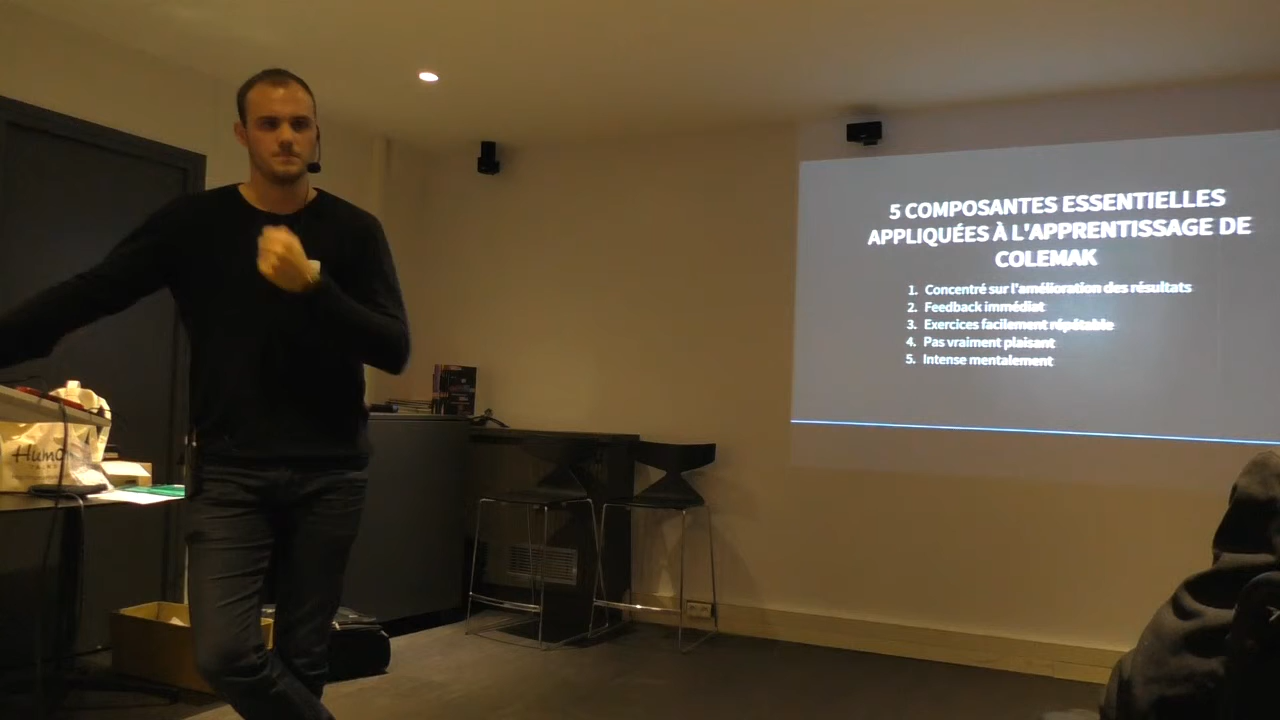 5 COMPOSANTES ESSENTIELLES
APPLIQUÉES À L'APPRENTISSAGE DE
COLEMAK
1. Concentré sur l'amélioration des résultats
2. Feedback immédiat
3. Exercices facilement répétable
4. Pas vraiment plaisant
5. Intense mentalement